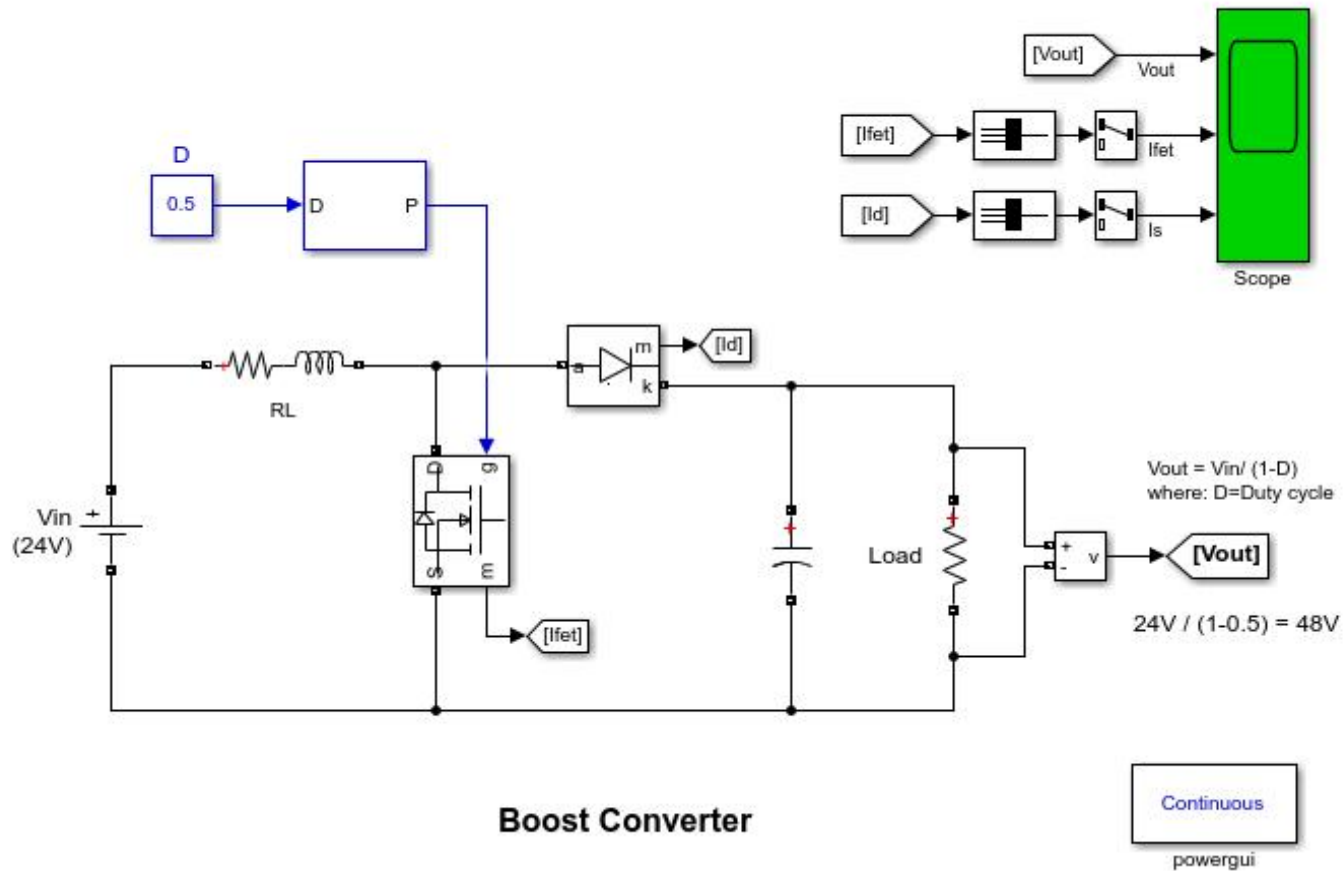 [Vout]
Vout
[Ifet]
Ifet
[Id]
Is
Scope
D
0.5
D
P
RL
a
m
k
[Id]
D
g
S
m
[Ifet]
Vin
(24V)
+
Load
Vout = Vin/ (1-D)
where: D=Duty cycle
+
-
v
[Vout]
24V / (1-0.5) = 48V
Boost Converter
Continuous
powergui